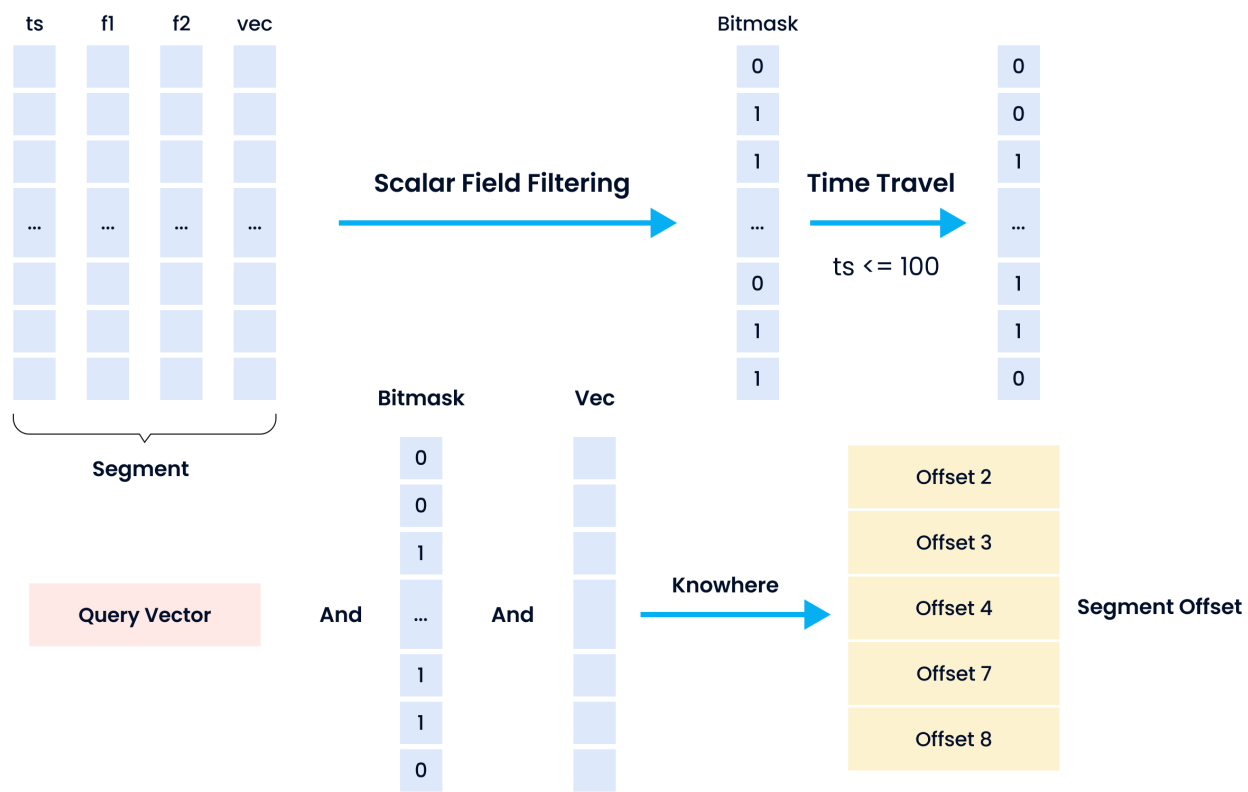 ts f1 f2 vec
... ... ... ...
Segment
Scalar Field Filtering
Bitmask
0
1
1
...
0
1
1
Time Travel
ts <= 100
0
0
1
...
1
1
0
Query Vector
And
Bitmask
0
0
1
...
1
1
0
And
Vec
Knowhere
Offset 2
Offset 3
Offset 4
Offset 7
Offset 8
Segment Offset